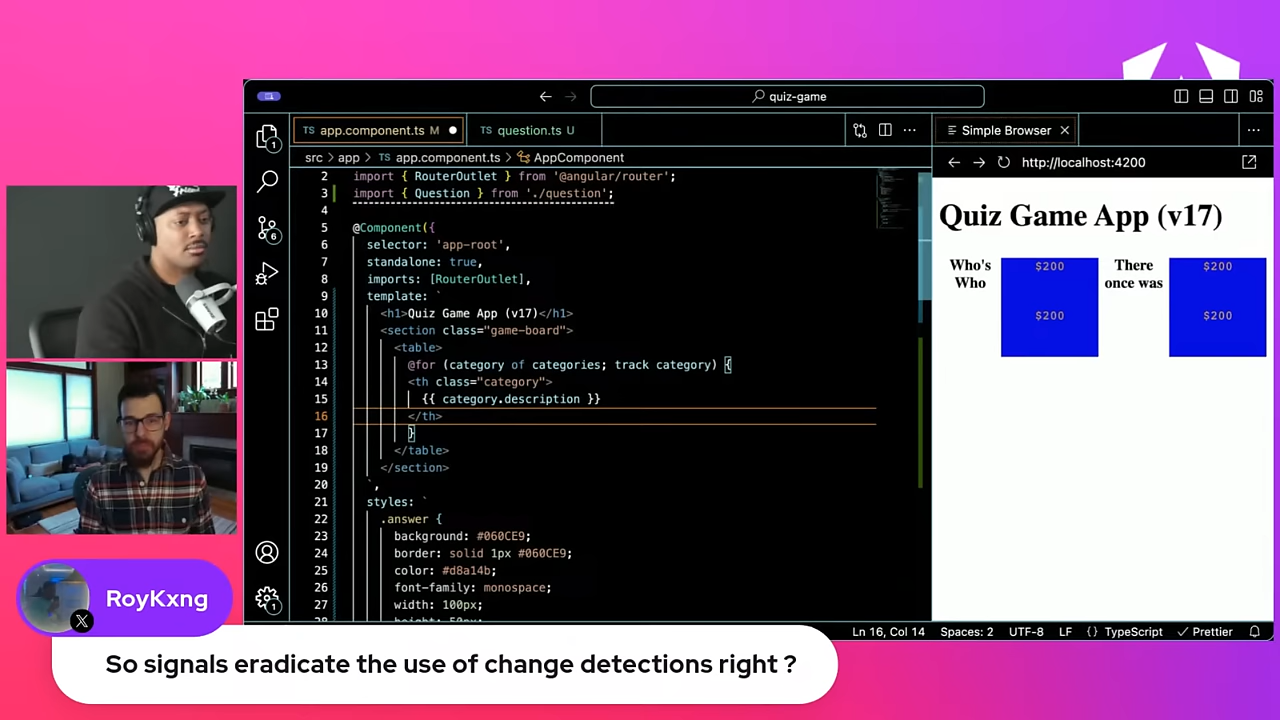 quiz-game
TS app.component.ts M
TS question.ts U
Simple Browser
src > app > TS app.component.ts > AppComponent
http://localhost:4200
2 import { RouterOutlet } from '@angular/router';
3 import { Question } from './question';
4
5 @Component({
6 selector: 'app-root',
7 standalone: true,
8 imports: [RouterOutlet],
9 template: `
10 <h1>Quiz Game App (v17)</h1>
11 <section class="game-board">
12 <table>
13 @for (category of categories; track category) {
14 <th class="category">
15 {{ category.description }}
16 </th>
17 }
18 </table>
19 </section>
20 `,
21 styles: `
22 .answer {
23 background: #060CE9;
24 border: solid 1px #060CE9;
25 color: #d8a14b;
26 font-family: monospace;
27 width: 100px;
1
6
1
Quiz Game App (v17)
Who's
Who
$200
$200
There
once was
$200
$200
Ln 16, Col 14 Spaces: 2 UTF-8 LF {} TypeScript Prettier
RoyKxng
So signals eradicate the use of change detections right ?